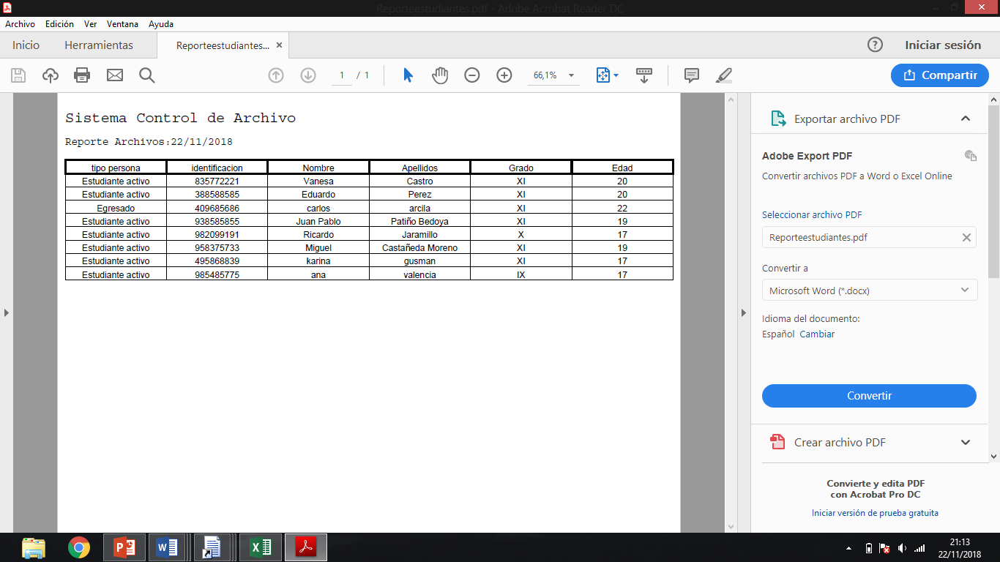 Reporteestudiantes.pdf - Adobe Acrobat Reader DC
Archivo Edición Ver Ventana Ayuda
Inicio Herramientas Reporteestudiantes... × ? Iniciar sesión
1 / 1 66,1% Compartir
Sistema Control de Archivo
Reporte Archivos:22/11/2018
tipo persona identificacion Nombre Apellidos Grado Edad
Estudiante activo 835772221 Vanesa Castro XI 20
Estudiante activo 388588585 Eduardo Perez XI 20
Egresado 409685686 carlos arcila XI 22
Estudiante activo 938585855 Juan Pablo Patiño Bedoya XI 19
Estudiante activo 982099191 Ricardo Jaramillo X 17
Estudiante activo 958375733 Miguel Castañeda Moreno XI 19
Estudiante activo 495868839 karina gusman XI 17
Estudiante activo 985485775 ana valencia IX 17
Exportar archivo PDF
Adobe Export PDF
Convertir archivos PDF a Word o Excel Online
Seleccionar archivo PDF
Reporteestudiantes.pdf
Convertir a
Microsoft Word (*.docx)
Idioma del documento:
Español Cambiar
Convertir
Crear archivo PDF
Convierte y edita PDF
con Acrobat Pro DC
Iniciar versión de prueba gratuita
21:13
22/11/2018